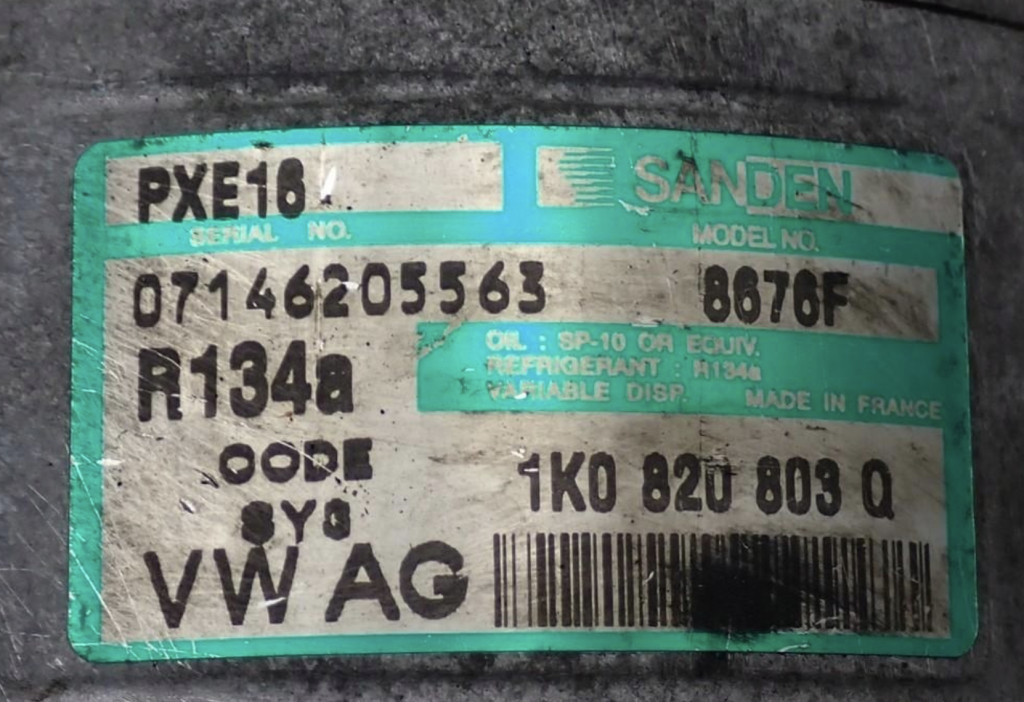 PXE16 SANDEN
SERIAL NO. MODEL NO.
07146205563 8676F
R134a
OIL : SP-10 OR EQUIV.
REFRIGERANT : R134a
VARIABLE DISP. MADE IN FRANCE
CODE
SYS
1K0 820 803 Q
VW AG